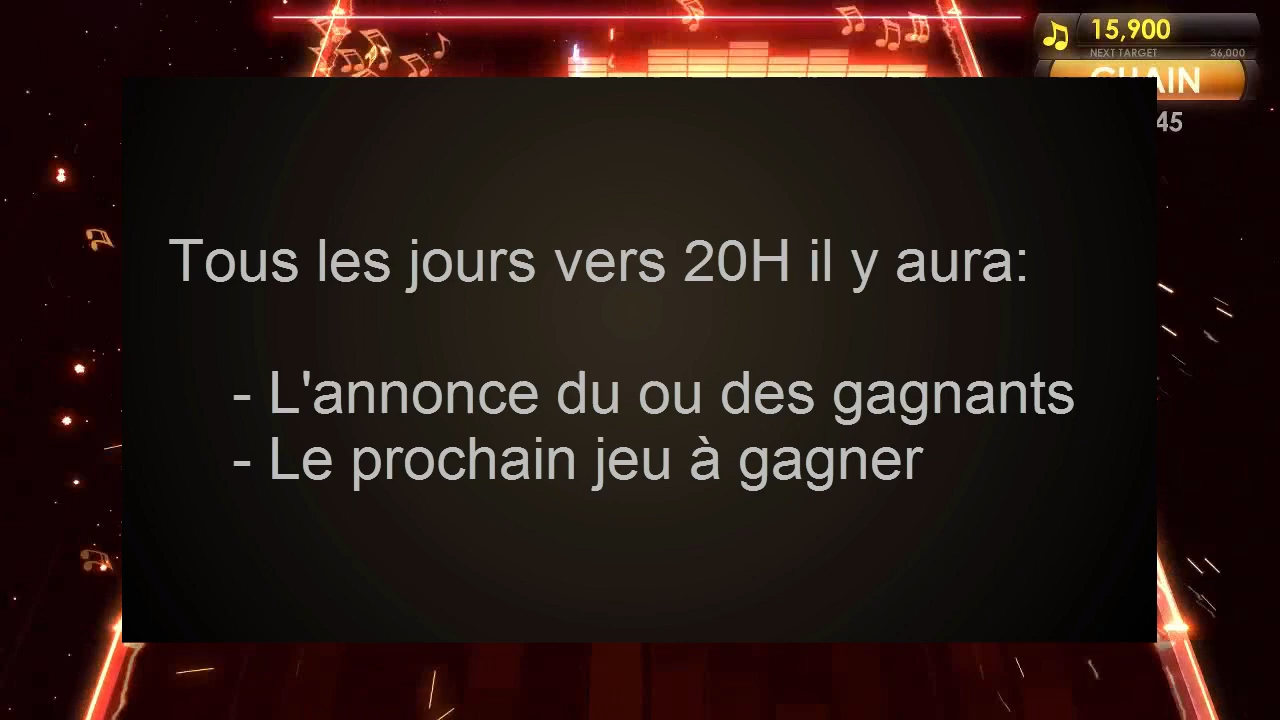 15,900
NEXT TARGET 36,000
45
Tous les jours vers 20H il y aura:
- L'annonce du ou des gagnants
- Le prochain jeu à gagner